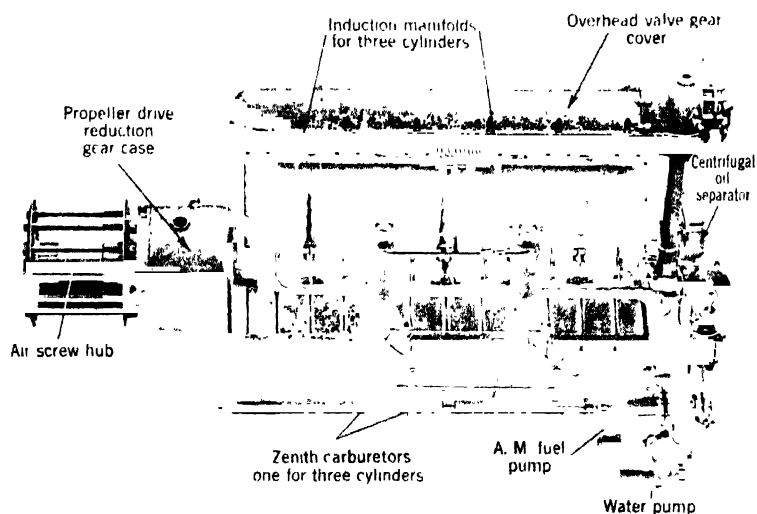 Induction manifolds
for three cylinders
Overhead valve gear
cover
Propeller drive
reduction
gear case
Centrifugal
oil
separator
Air screw hub
Zenith carburetors
one for three cylinders
A. M. fuel
pump
Water pump